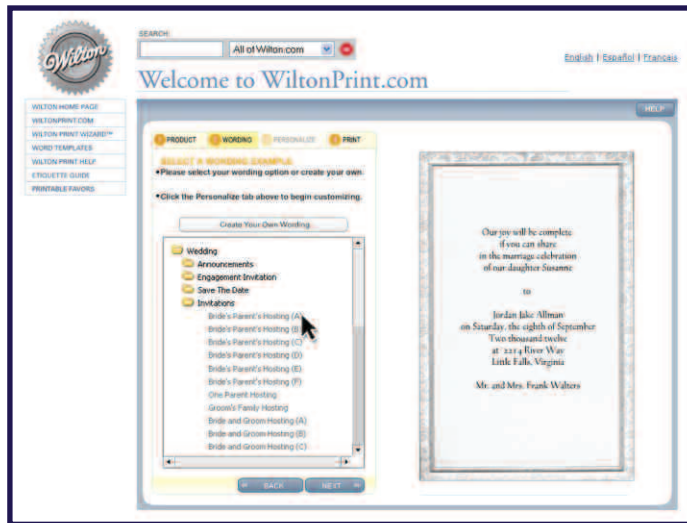 Wilton
SEARCH:
All of Wilton.com
English | Español | Français
Welcome to WiltonPrint.com
HELP
WILTON HOME PAGE
WILTONPRINT.COM
WILTON PRINT WIZARD™
WORD TEMPLATES
WILTON PRINT HELP
ETIQUETTE GUIDE
PRINTABLE FAVORS
PRODUCT WORDING PERSONALIZE PRINT
SELECT A WORDING EXAMPLE
•Please select your wording option or create your own.
•Click the Personalize tab above to begin customizing.
Create Your Own Wording
Wedding
Announcements
Engagement Invitation
Save The Date
Invitations
Bride's Parent's Hosting (A)
Bride's Parent's Hosting (B)
Bride's Parent's Hosting (C)
Bride's Parent's Hosting (D)
Bride's Parent's Hosting (E)
Bride's Parent's Hosting (F)
One Parent Hosting
Groom's Family Hosting
Bride and Groom Hosting (A)
Bride and Groom Hosting (B)
Bride and Groom Hosting (C)
BACK NEXT
Our joy will be complete
if you can share
in the marriage celebration
of our daughter Susanne
to
Jordan Jake Allman
on Saturday, the eighth of September
Two thousand twelve
at 2214 River Way
Little Falls, Virginia
Mr. and Mrs. Frank Walters